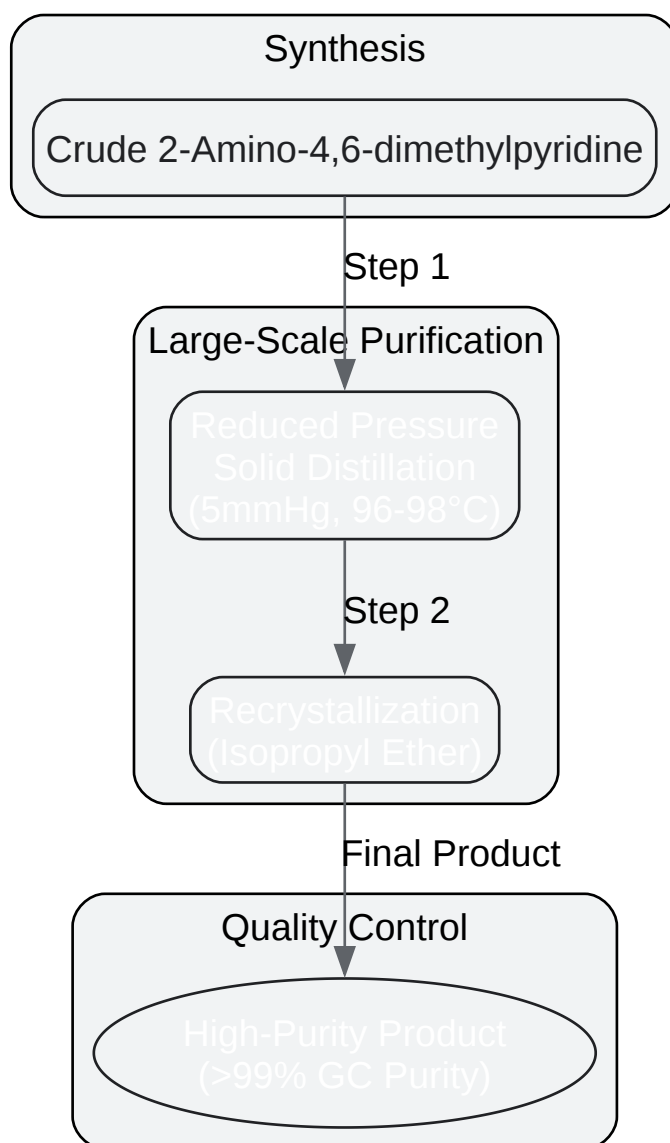 Synthesis
Crude 2-Amino-4,6-dimethylpyridine
Step 1
Large-Scale Purification
Reduced Pressure
Solid Distillation
(5mmHg, 96-98°C)
Step 2
Recrystallization
(Isopropyl Ether)
Final Product
Quality Control
High-Purity Product
(>99% GC Purity)